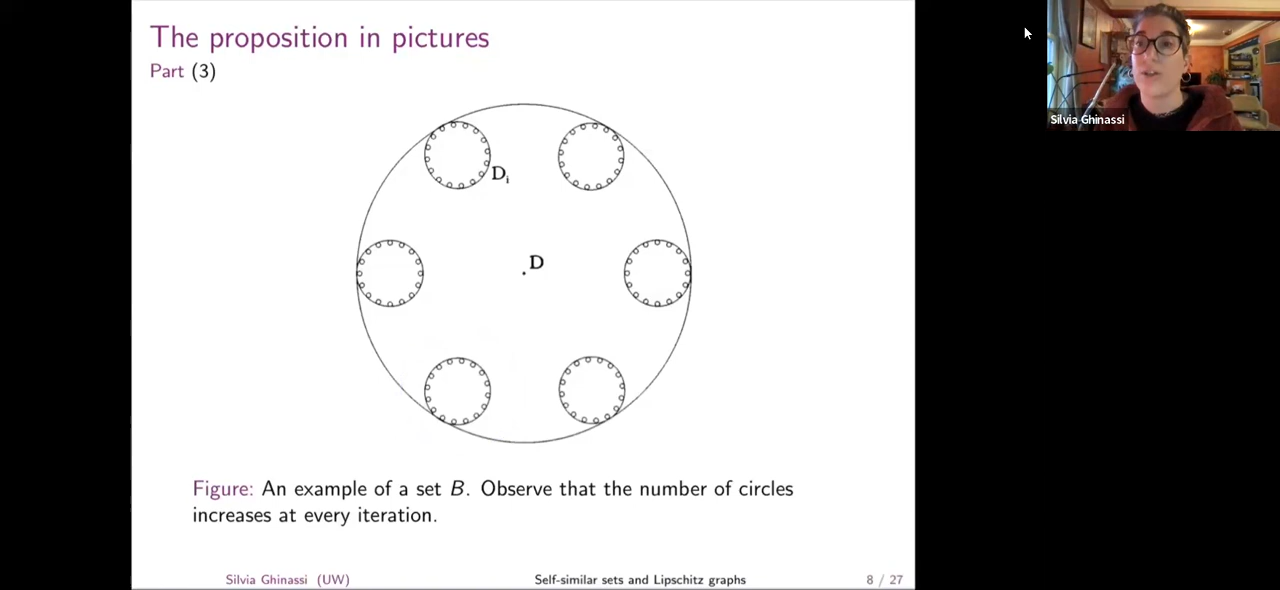 The proposition in pictures
Part (3)
Silvia Ghinassi
Di
D
Figure: An example of a set B. Observe that the number of circles
increases at every iteration.
Silvia Ghinassi (UW) Self-similar sets and Lipschitz graphs 8 / 27